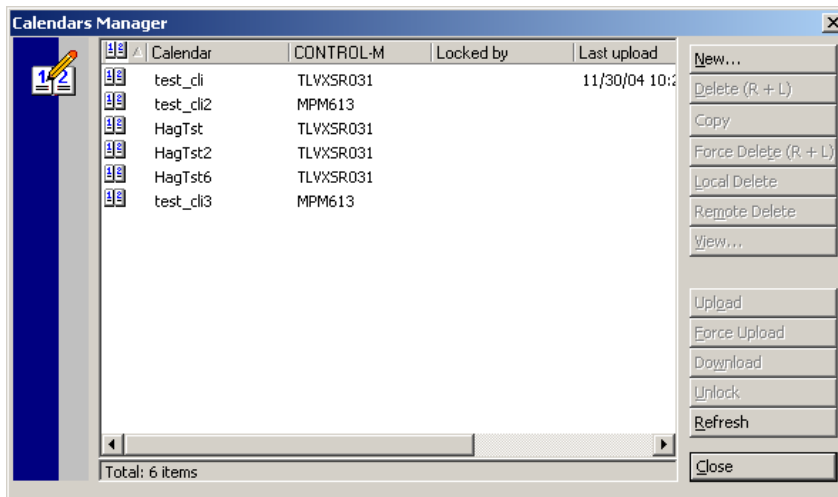 Calendars Manager
Calendar CONTROL-M Locked by Last upload
test_cli TLVXSR031 11/30/04 10:2
test_cli2 MPM613
HagTst TLVXSR031
HagTst2 TLVXSR031
HagTst6 TLVXSR031
test_cli3 MPM613
Total: 6 items
New...
Delete (R + L)
Copy
Force Delete (R + L)
Local Delete
Remote Delete
View...
Upload
Force Upload
Download
Unlock
Refresh
Close